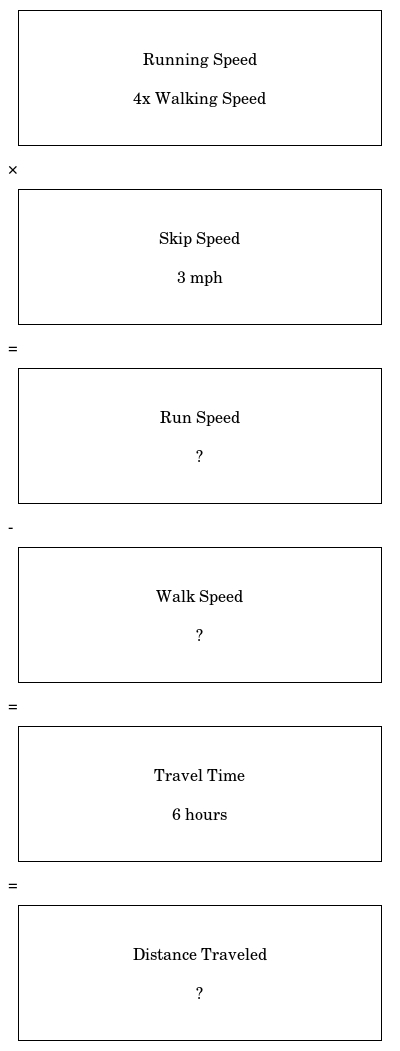 Running Speed
4x Walking Speed
×
Skip Speed
3 mph
=
Run Speed
?
-
Walk Speed
?
=
Travel Time
6 hours
=
Distance Traveled
?